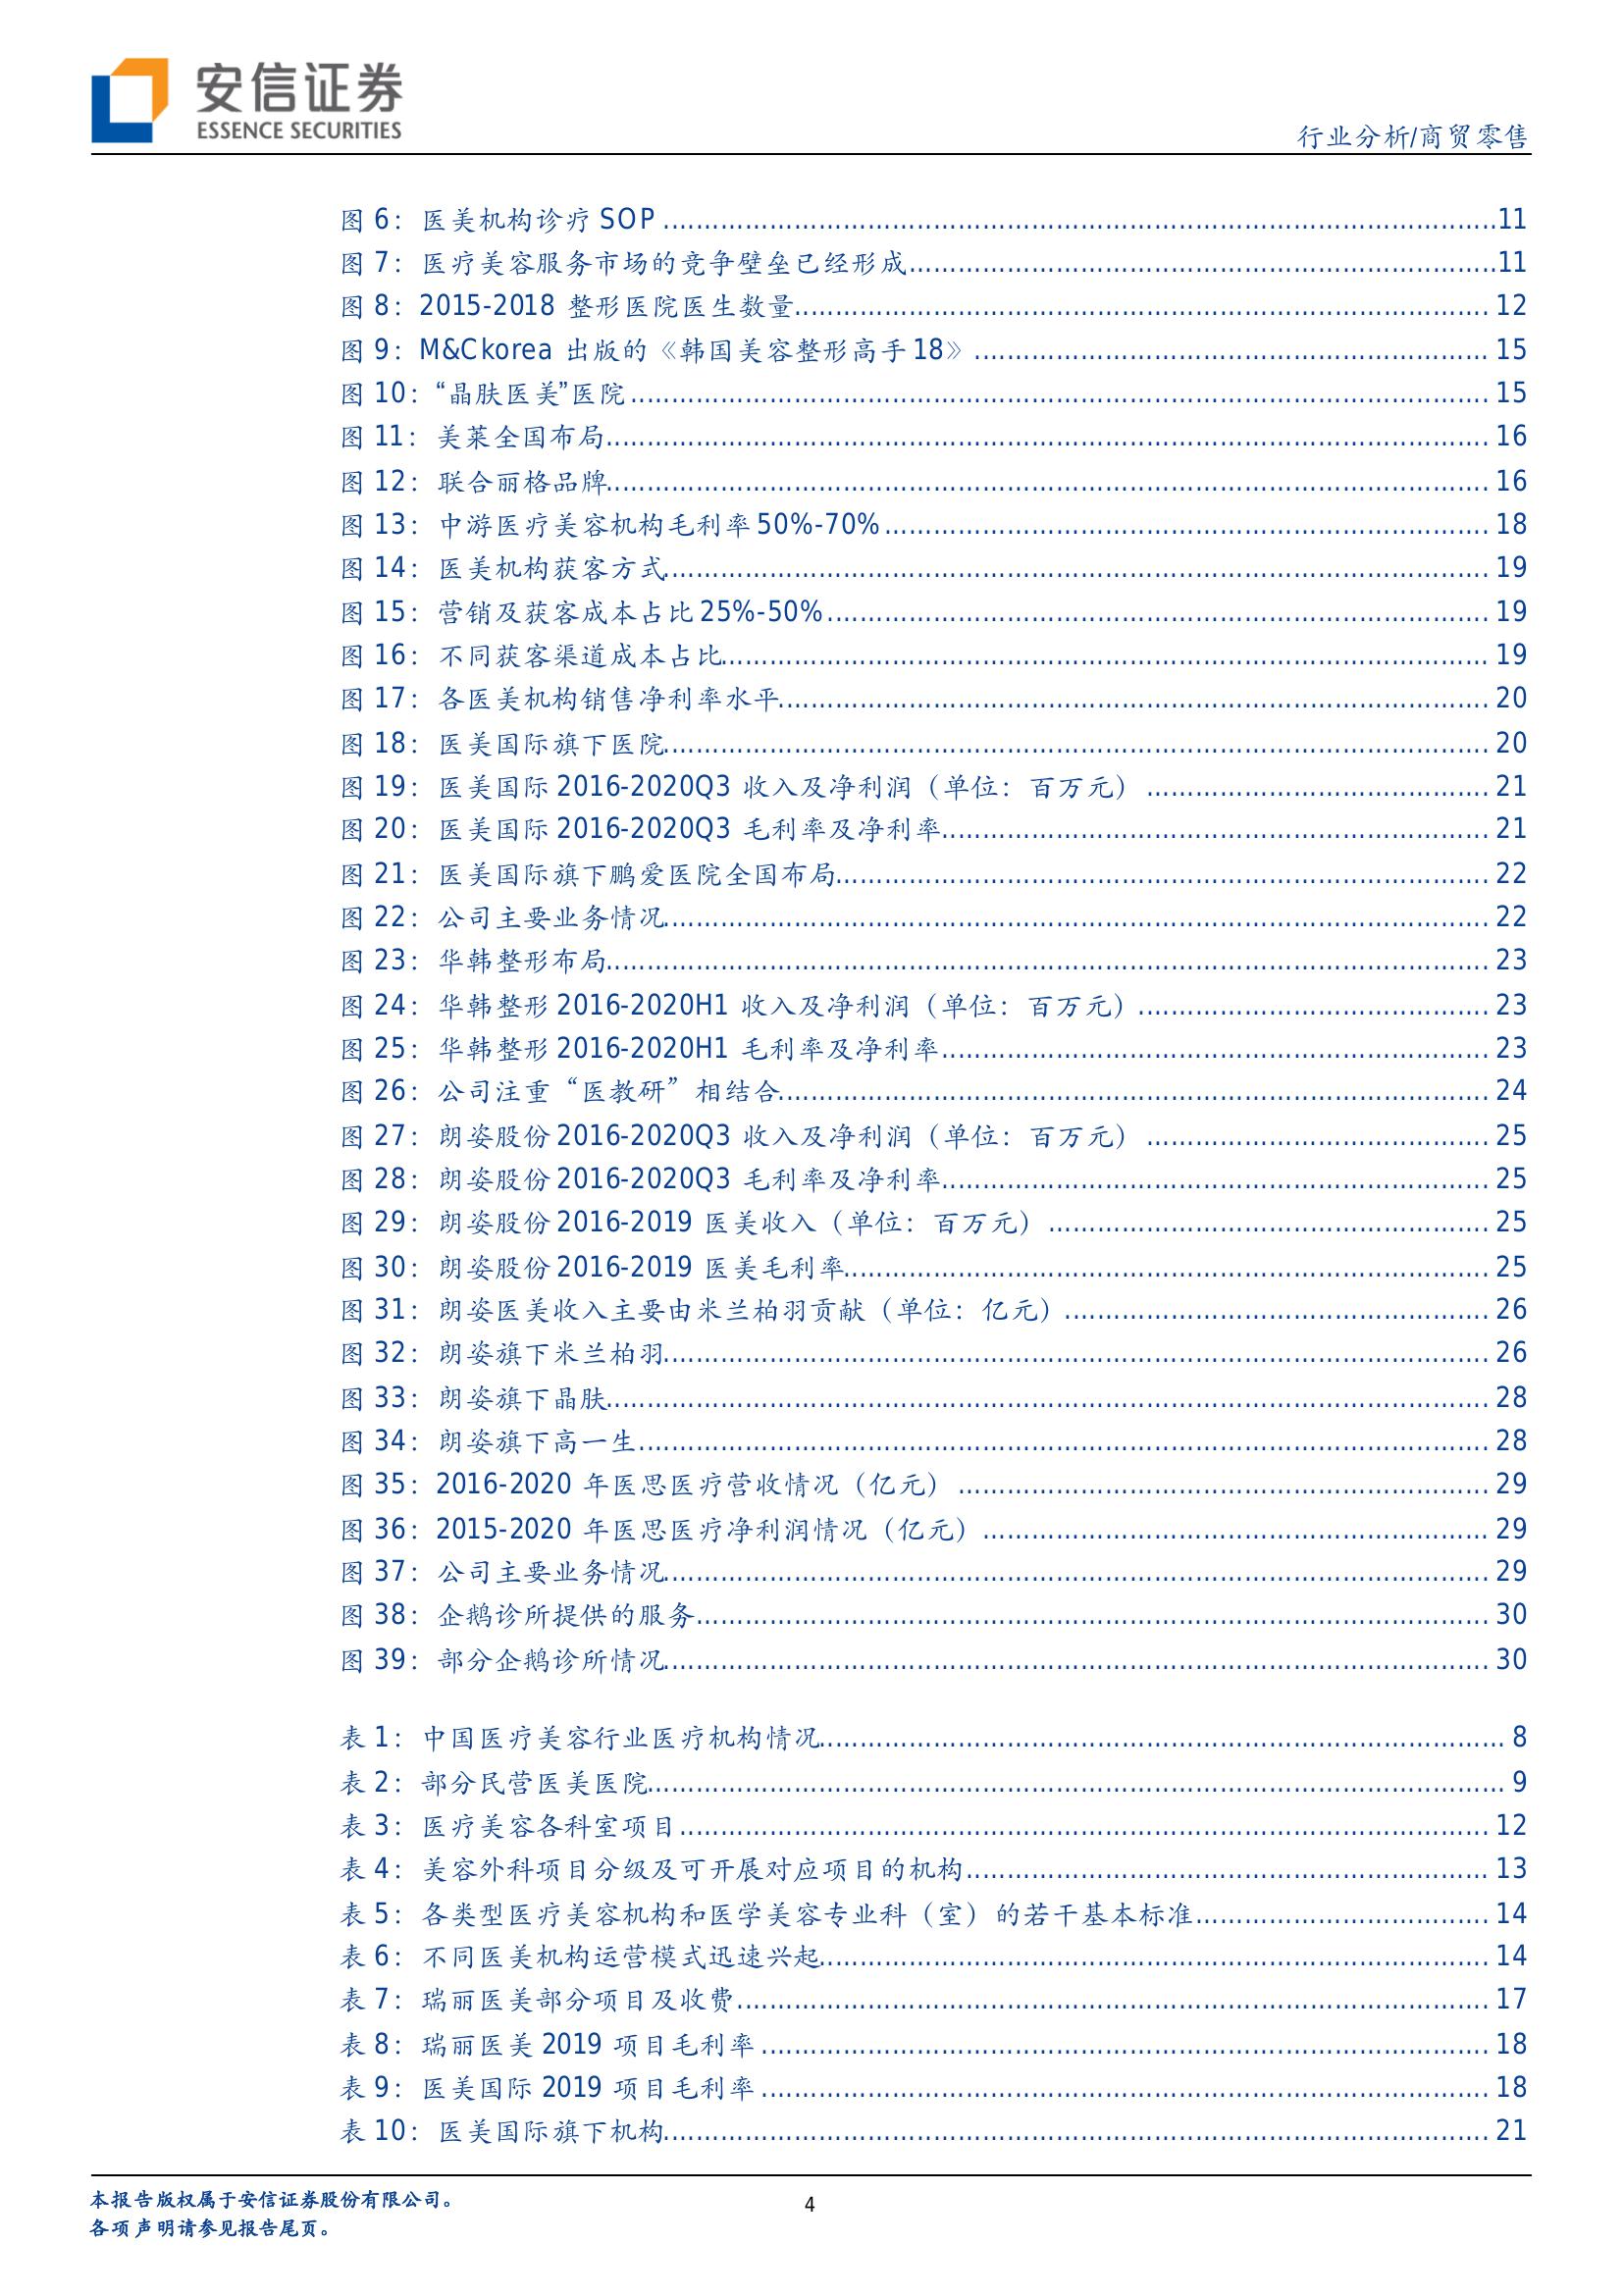 安信证券
ESSENCE SECURITIES
行业分析/商贸零售
图 6：医美机构诊疗 SOP ........ 11
图 7：医疗美容服务市场的竞争壁垒已经形成 ........ 11
图 8：2015-2018 整形医院医生数量 ........ 12
图 9：M&Ckorea 出版的《韩国美容整形高手 18》 ........ 15
图 10：“晶肤医美”医院 ........ 15
图 11：美莱全国布局 ........ 16
图 12：联合丽格品牌 ........ 16
图 13：中游医疗美容机构毛利率 50%-70% ........ 18
图 14：医美机构获客方式 ........ 19
图 15：营销及获客成本占比 25%-50% ........ 19
图 16：不同获客渠道成本占比 ........ 19
图 17：各医美机构销售净利率水平 ........ 20
图 18：医美国际旗下医院 ........ 20
图 19：医美国际 2016-2020Q3 收入及净利润（单位：百万元） ........ 21
图 20：医美国际 2016-2020Q3 毛利率及净利率 ........ 21
图 21：医美国际旗下鹏爱医院全国布局 ........ 22
图 22：公司主要业务情况 ........ 22
图 23：华韩整形布局 ........ 23
图 24：华韩整形 2016-2020H1 收入及净利润（单位：百万元） ........ 23
图 25：华韩整形 2016-2020H1 毛利率及净利率 ........ 23
图 26：公司注重“医教研”相结合 ........ 24
图 27：朗姿股份 2016-2020Q3 收入及净利润（单位：百万元） ........ 25
图 28：朗姿股份 2016-2020Q3 毛利率及净利率 ........ 25
图 29：朗姿股份 2016-2019 医美收入（单位：百万元） ........ 25
图 30：朗姿股份 2016-2019 医美毛利率 ........ 25
图 31：朗姿医美收入主要由米兰柏羽贡献（单位：亿元） ........ 26
图 32：朗姿旗下米兰柏羽 ........ 26
图 33：朗姿旗下晶肤 ........ 28
图 34：朗姿旗下高一生 ........ 28
图 35：2016-2020 年医思医疗营收情况（亿元） ........ 29
图 36：2015-2020 年医思医疗净利润情况（亿元） ........ 29
图 37：公司主要业务情况 ........ 29
图 38：企鹅诊所提供的服务 ........ 30
图 39：部分企鹅诊所情况 ........ 30
表 1：中国医疗美容行业医疗机构情况 ........ 8
表 2：部分民营医美医院 ........ 9
表 3：医疗美容各科室项目 ........ 12
表 4：美容外科项目分级及可开展对应项目的机构 ........ 13
表 5：各类型医疗美容机构和医学美容专业科（室）的若干基本标准 ........ 14
表 6：不同医美机构运营模式迅速兴起 ........ 14
表 7：瑞丽医美部分项目及收费 ........ 17
表 8：瑞丽医美 2019 项目毛利率 ........ 18
表 9：医美国际 2019 项目毛利率 ........ 18
表 10：医美国际旗下机构 ........ 21
本报告版权属于安信证券股份有限公司。
各项声明请参见报告尾页。
4